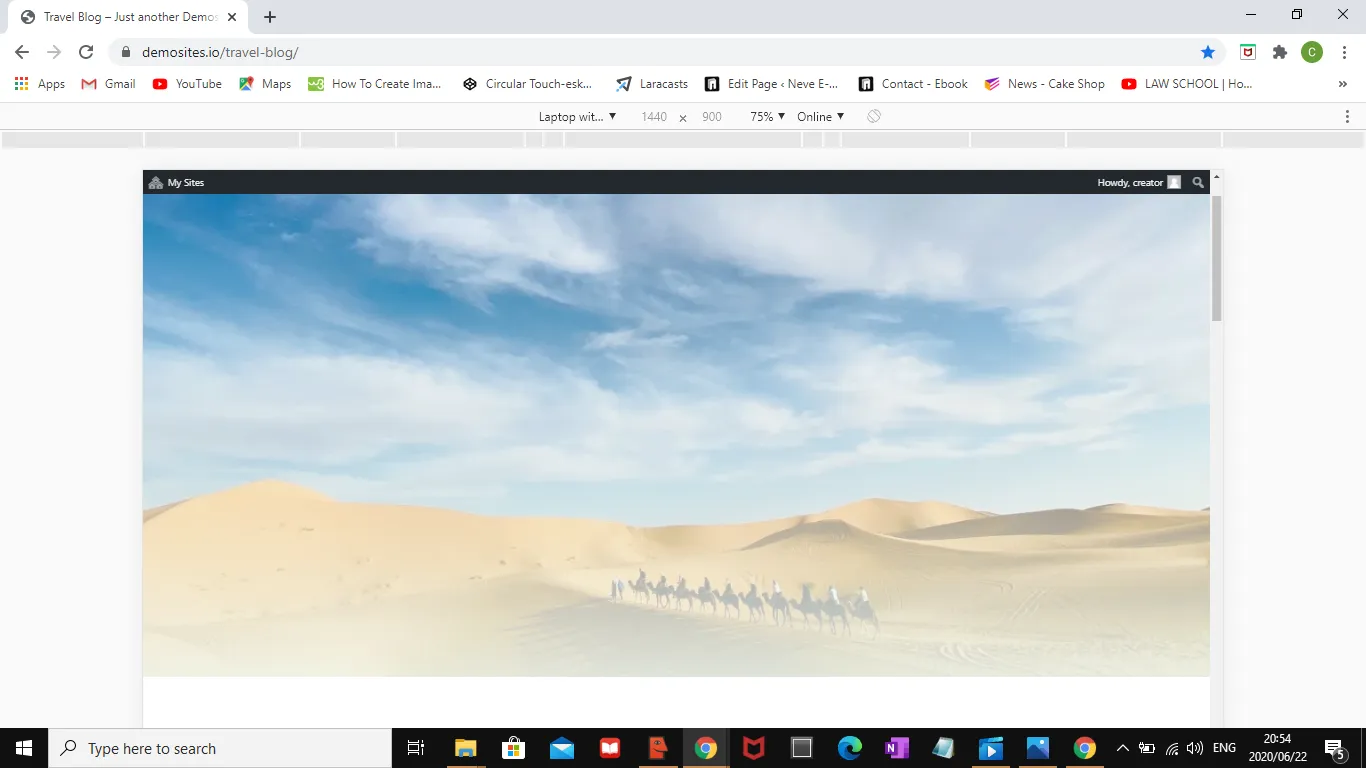 Travel Blog – Just another Demos
demosites.io/travel-blog/
C
Apps Gmail YouTube Maps How To Create Ima... Circular Touch-esk... Laracasts Edit Page ‹ Neve E-... Contact - Ebook News - Cake Shop LAW SCHOOL | Ho... »
Laptop wit... ▼ 1440 × 900 75% ▼ Online ▼
My Sites Howdy, creator
Type here to search
ENG
20:54
2020/06/22
5